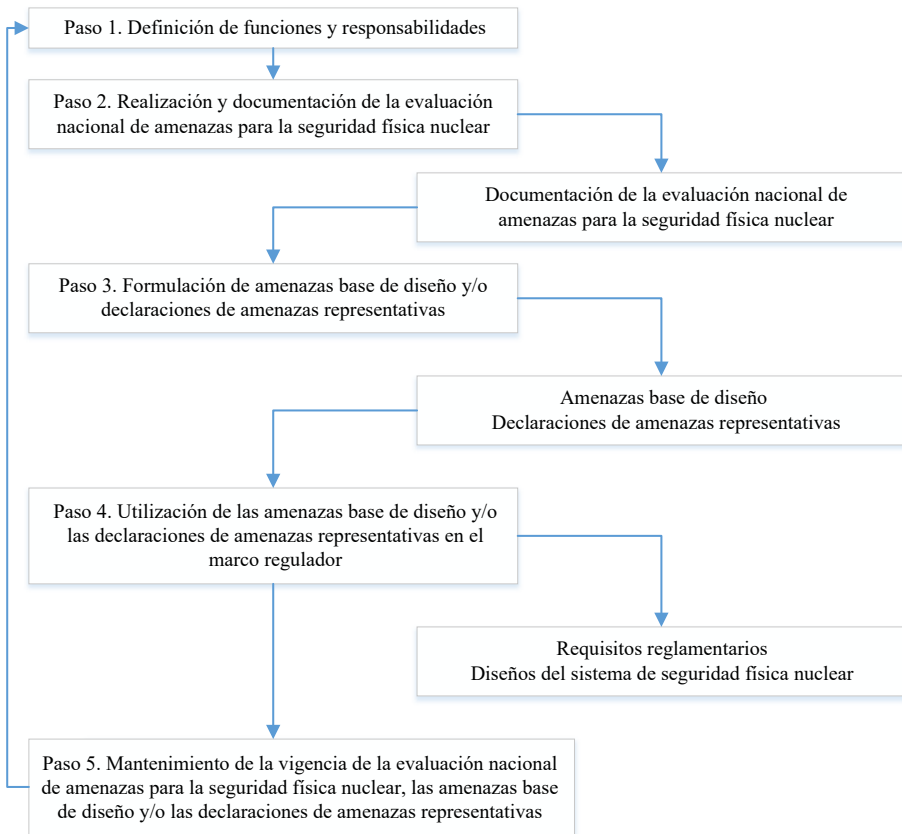 Paso 1. Definición de funciones y responsabilidades
Paso 2. Realización y documentación de la evaluación
nacional de amenazas para la seguridad física nuclear
Documentación de la evaluación nacional de
amenazas para la seguridad física nuclear
Paso 3. Formulación de amenazas base de diseño y/o
declaraciones de amenazas representativas
Amenazas base de diseño
Declaraciones de amenazas representativas
Paso 4. Utilización de las amenazas base de diseño y/o
las declaraciones de amenazas representativas en el
marco regulador
Requisitos reglamentarios
Diseños del sistema de seguridad física nuclear
Paso 5. Mantenimiento de la vigencia de la evaluación nacional
de amenazas para la seguridad física nuclear, las amenazas base
de diseño y/o las declaraciones de amenazas representativas